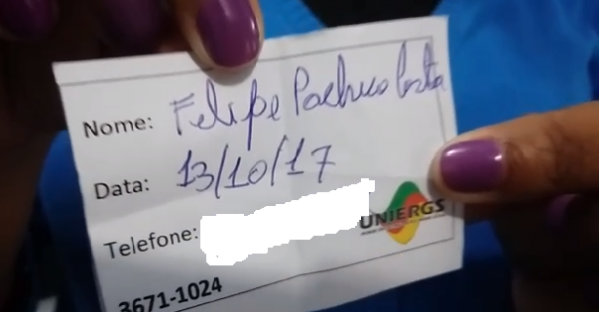 Nome: Felipe Pacheco Costa
Data: 13/10/17
Telefone:
UNIERGS
3671-1024